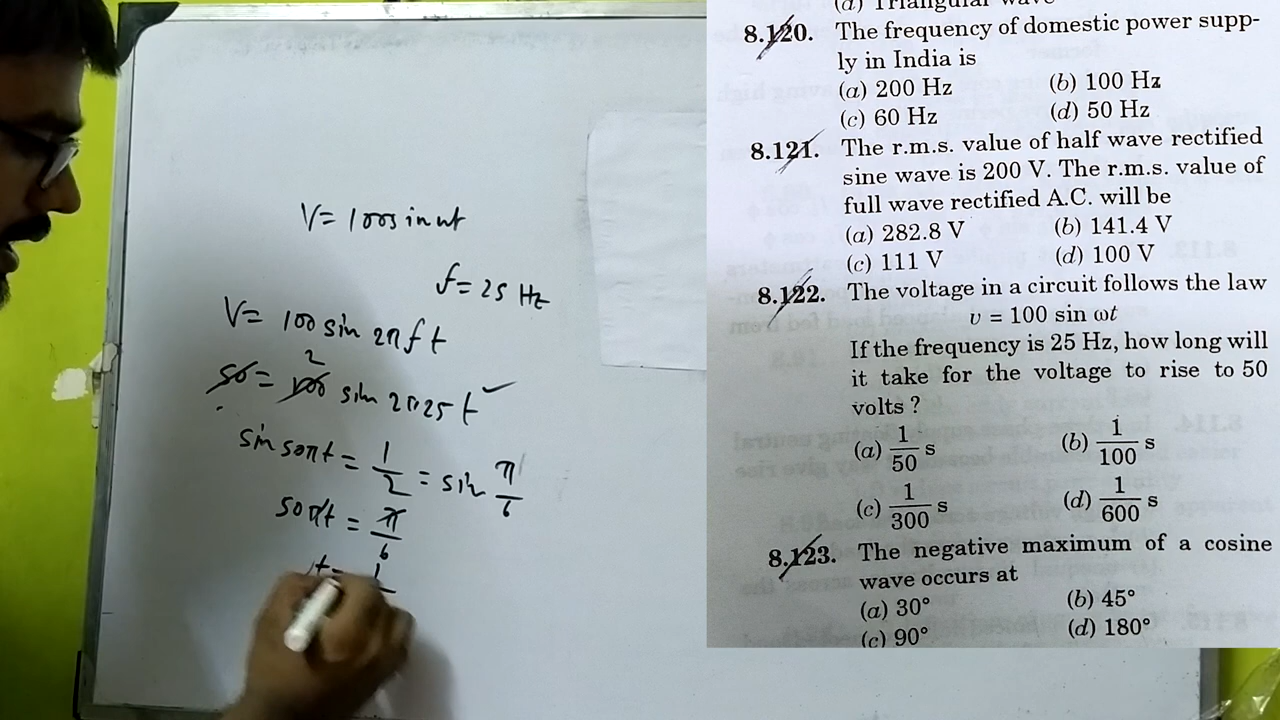 V = 100 sin ωt
f = 25 Hz
V = 100 sin 2π f t
2
50 = 100 sin 2π25 t ✓
sin 50πt = 1/2 = sin π/6
50πt = π/6
t = 1
(d) Triangular wave
8.120. The frequency of domestic power supp-
ly in India is
(a) 200 Hz (b) 100 Hz
(c) 60 Hz (d) 50 Hz
8.121. The r.m.s. value of half wave rectified
sine wave is 200 V. The r.m.s. value of
full wave rectified A.C. will be
(a) 282.8 V (b) 141.4 V
(c) 111 V (d) 100 V
8.122. The voltage in a circuit follows the law
v = 100 sin ωt
If the frequency is 25 Hz, how long will
it take for the voltage to rise to 50
volts ?
(a) 1/50 s (b) 1/100 s
(c) 1/300 s (d) 1/600 s
8.123. The negative maximum of a cosine
wave occurs at
(a) 30° (b) 45°
(c) 90° (d) 180°